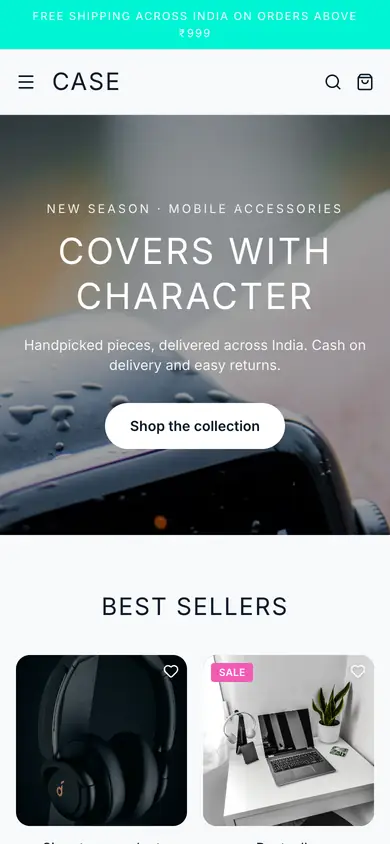 FREE SHIPPING ACROSS INDIA ON ORDERS ABOVE
₹999
CASE
NEW SEASON · MOBILE ACCESSORIES
COVERS WITH
CHARACTER
Handpicked pieces, delivered across India. Cash on
delivery and easy returns.
Shop the collection
BEST SELLERS
SALE